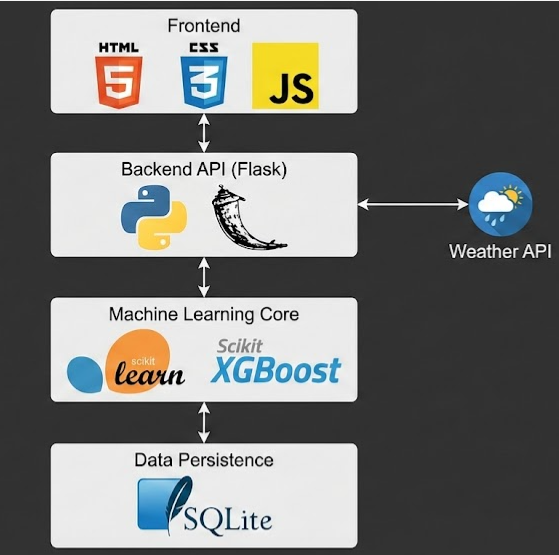 Frontend
HTML
5
CSS
3
JS
Backend API (Flask)
Weather API
Machine Learning Core
scikit
learn
Scikit
XGBoost
Data Persistence
SQLite